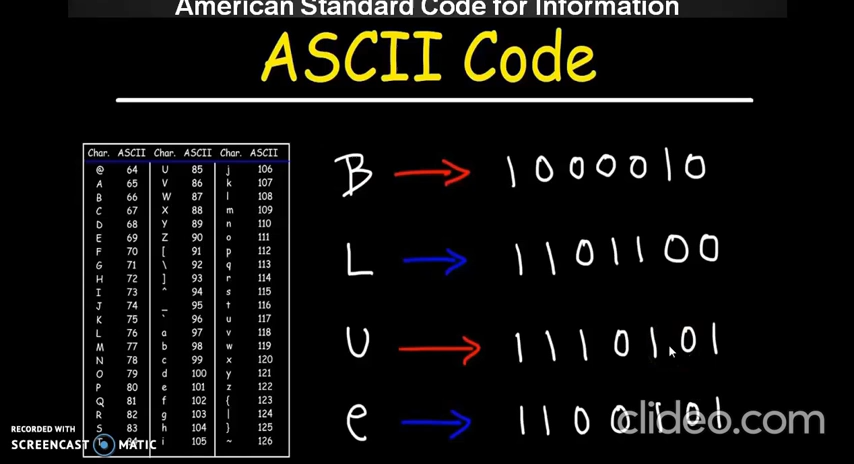 American Standard Code for Information
ASCII Code
Char. ASCII Char. ASCII Char. ASCII
@ 64 U 85 j 106
A 65 V 86 k 107
B 66 W 87 l 108
C 67 X 88 m 109
D 68 Y 89 n 110
E 69 Z 90 o 111
F 70 [ 91 p 112
G 71 \ 92 q 113
H 72 ] 93 r 114
I 73 ^ 94 s 115
J 74 _ 95 t 116
K 75 ` 96 u 117
L 76 a 97 v 118
M 77 b 98 w 119
N 78 c 99 x 120
O 79 d 100 y 121
P 80 e 101 z 122
Q 81 f 102 { 123
R 82 g 103 | 124
S 83 h 104 } 125
T 84 i 105 ~ 126
B → 1000010
L → 1101100
U → 1110101
e → 1100101
RECORDED WITH
SCREENCAST MATIC
clideo.com